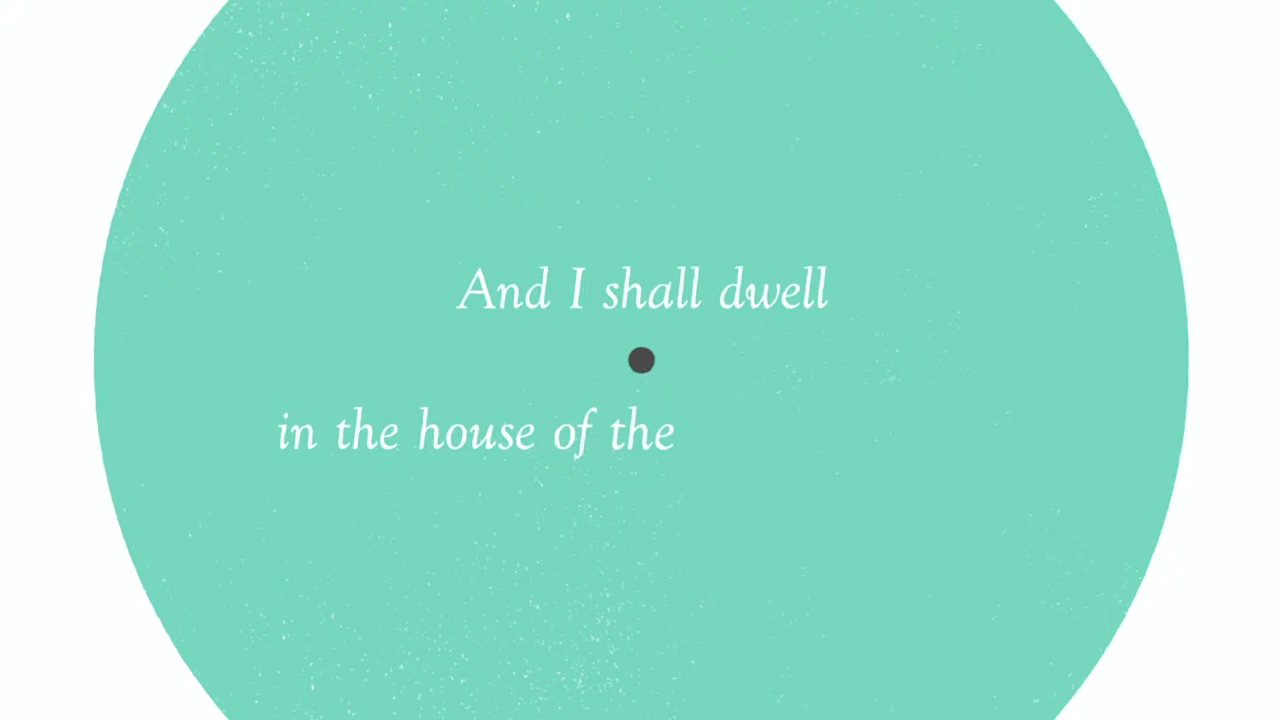 And I shall dwell
in the house of the